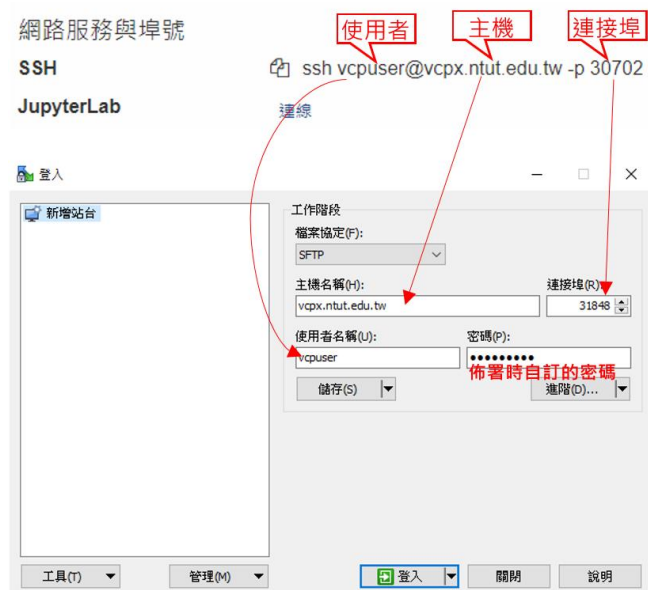 網路服務與埠號
使用者
主機
連接埠
SSH
ssh vcpuser@vcpx.ntut.edu.tw -p 30702
JupyterLab
連線
登入
新增站台
工作階段
檔案協定(F):
SFTP
主機名稱(H):
連接埠(R)
vcpx.ntut.edu.tw
31848
使用者名稱(U):
密碼(P):
vcpuser
●●●●●●●●●
佈署時自訂的密碼
儲存(S)
進階(D)...
工具(T)
管理(M)
登入
關閉
說明